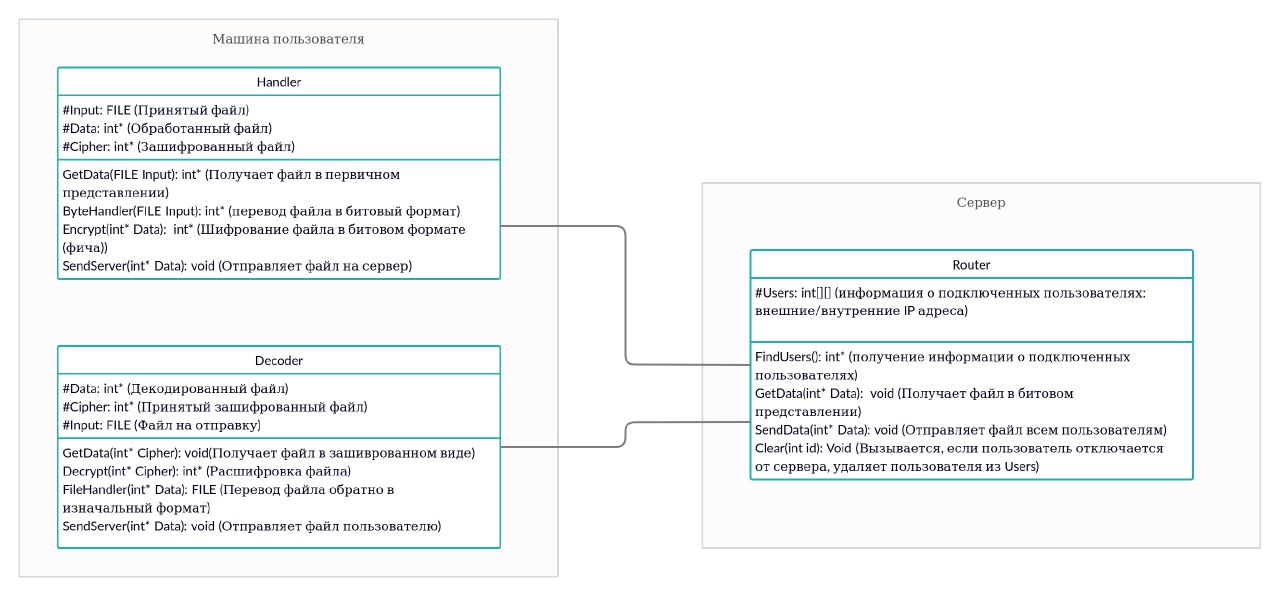 Машина пользователя
Handler
#Input: FILE (Принятый файл)
#Data: int* (Обработанный файл)
#Cipher: int* (Зашифрованный файл)
GetData(FILE Input): int* (Получает файл в первичном
представлении)
ByteHandler(FILE Input): int* (перевод файла в битовый формат)
Encrypt(int* Data):  int* (Шифрование файла в битовом формате
(фича))
SendServer(int* Data): void (Отправляет файл на сервер)
Decoder
#Data: int* (Декодированный файл)
#Cipher: int* (Принятый зашифрованный файл)
#Input: FILE (Файл на отправку)
GetData(int* Cipher): void(Получает файл в зашиврованном виде)
Decrypt(int* Cipher): int* (Расшифровка файла)
FileHandler(int* Data): FILE (Перевод файла обратно в
изначальный формат)
SendServer(int* Data): void (Отправляет файл пользователю)
Сервер
Router
#Users: int[][] (информация о подключенных пользователях:
внешние/внутренние IP адреса)
FindUsers(): int* (получение информации о подключенных
пользователях)
GetData(int* Data):  void (Получает файл в битовом
представлении)
SendData(int* Data): void (Отправляет файл всем пользователям)
Clear(int id): Void (Вызывается, если пользователь отключается
от сервера, удаляет пользователя из Users)